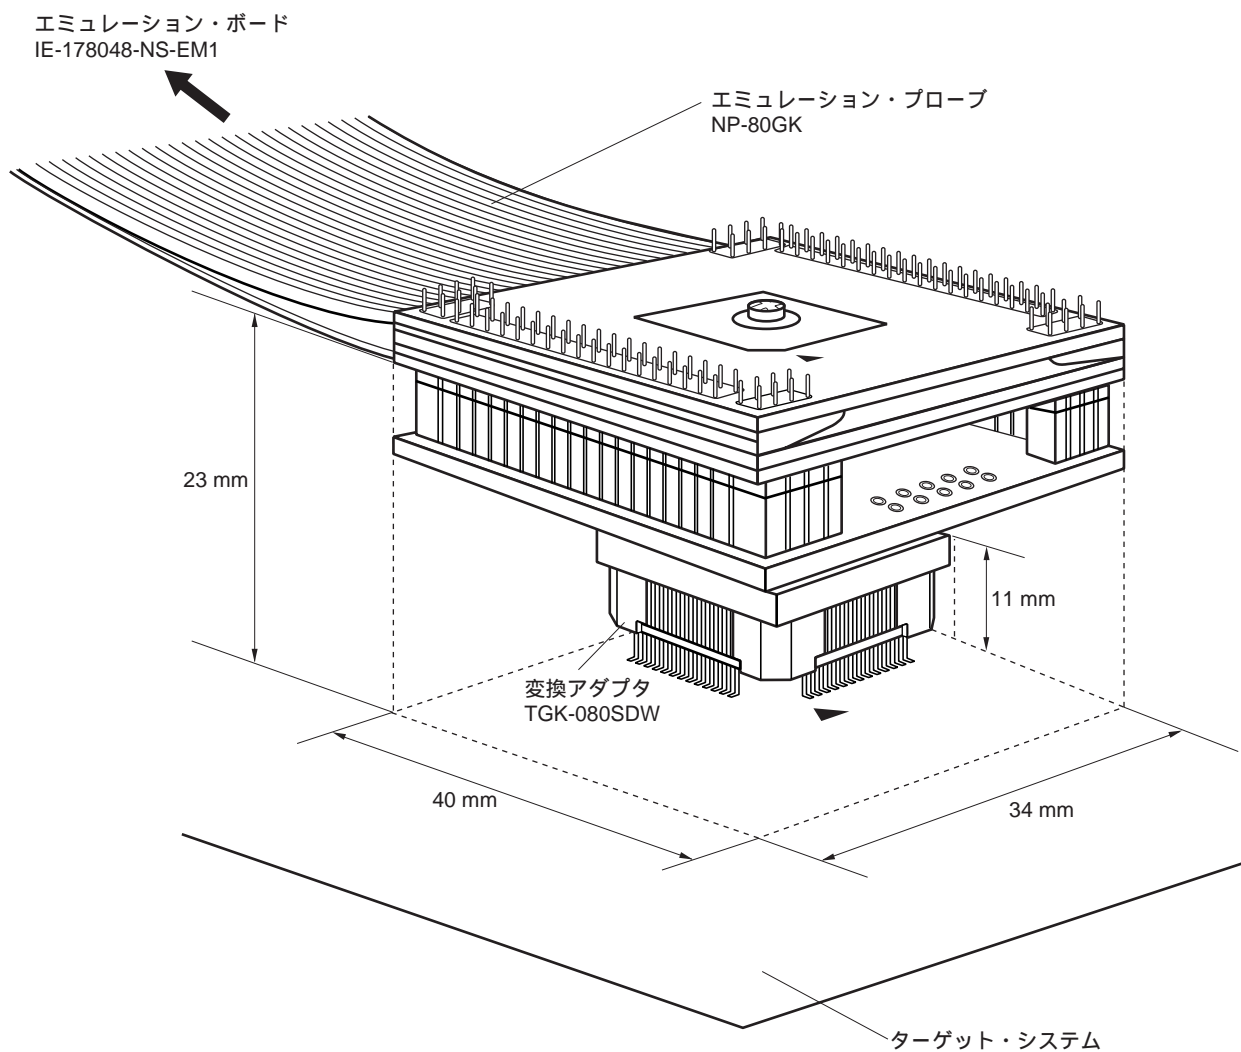 エミュレーション・ボード
IE-178048-NS-EM1
エミュレーション・プローブ
NP-80GK
23 mm
11 mm
変換アダプタ
TGK-080SDW
40 mm
34 mm
ターゲット・システム